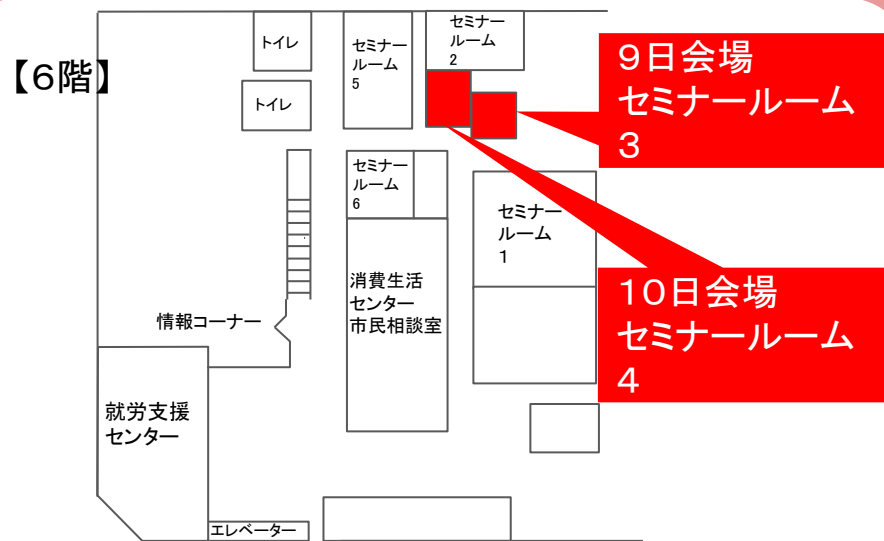 【6階】
トイレ
トイレ
セミナー
ルーム
5
セミナー
ルーム
2
9日会場
セミナールーム
3
セミナー
ルーム
6
セミナー
ルーム
1
消費生活
センター
市民相談室
10日会場
セミナールーム
4
情報コーナー
就労支援
センター
エレベーター